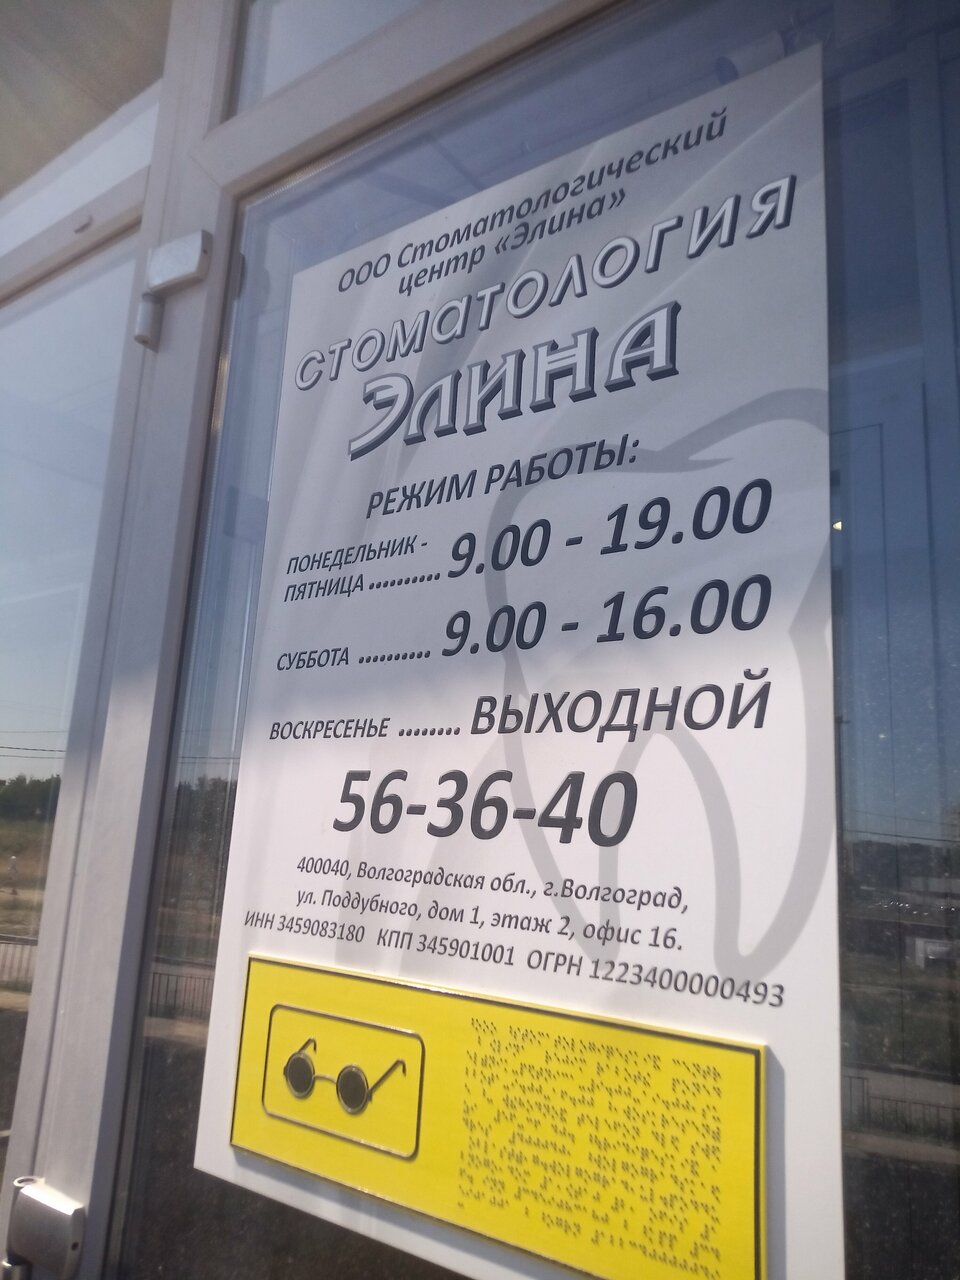 ООО Стоматологический
центр «Элина»
СТОМАТОЛОГИЯ
ЭЛИНА
РЕЖИМ РАБОТЫ:
ПОНЕДЕЛЬНИК -
ПЯТНИЦА .......... 9.00 - 19.00
СУББОТА .......... 9.00 - 16.00
ВОСКРЕСЕНЬЕ ........ ВЫХОДНОЙ
56-36-40
400040, Волгоградская обл., г.Волгоград,
ул. Поддубного, дом 1, этаж 2, офис 16.
ИНН 3459083180 КПП 345901001 ОГРН 1223400000493